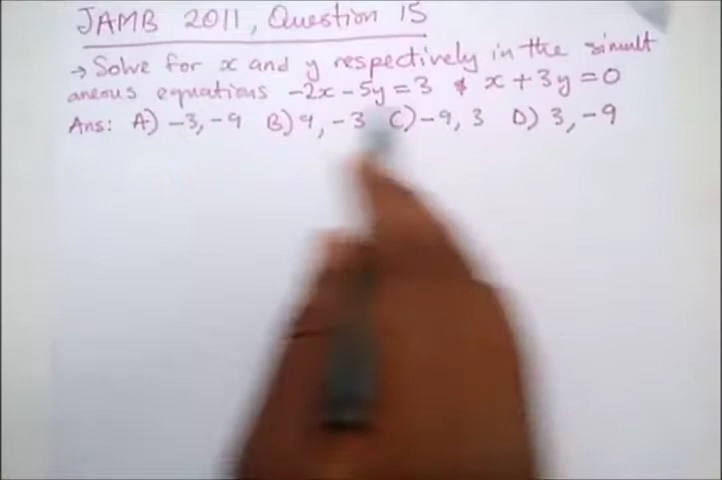 JAMB 2011, Question 15
→ Solve for x and y respectively in the simult
aneous equations -2x - 5y = 3 & x + 3y = 0
Ans: A) -3, -9 B) 9, -3 C) -9, 3 D) 3, -9